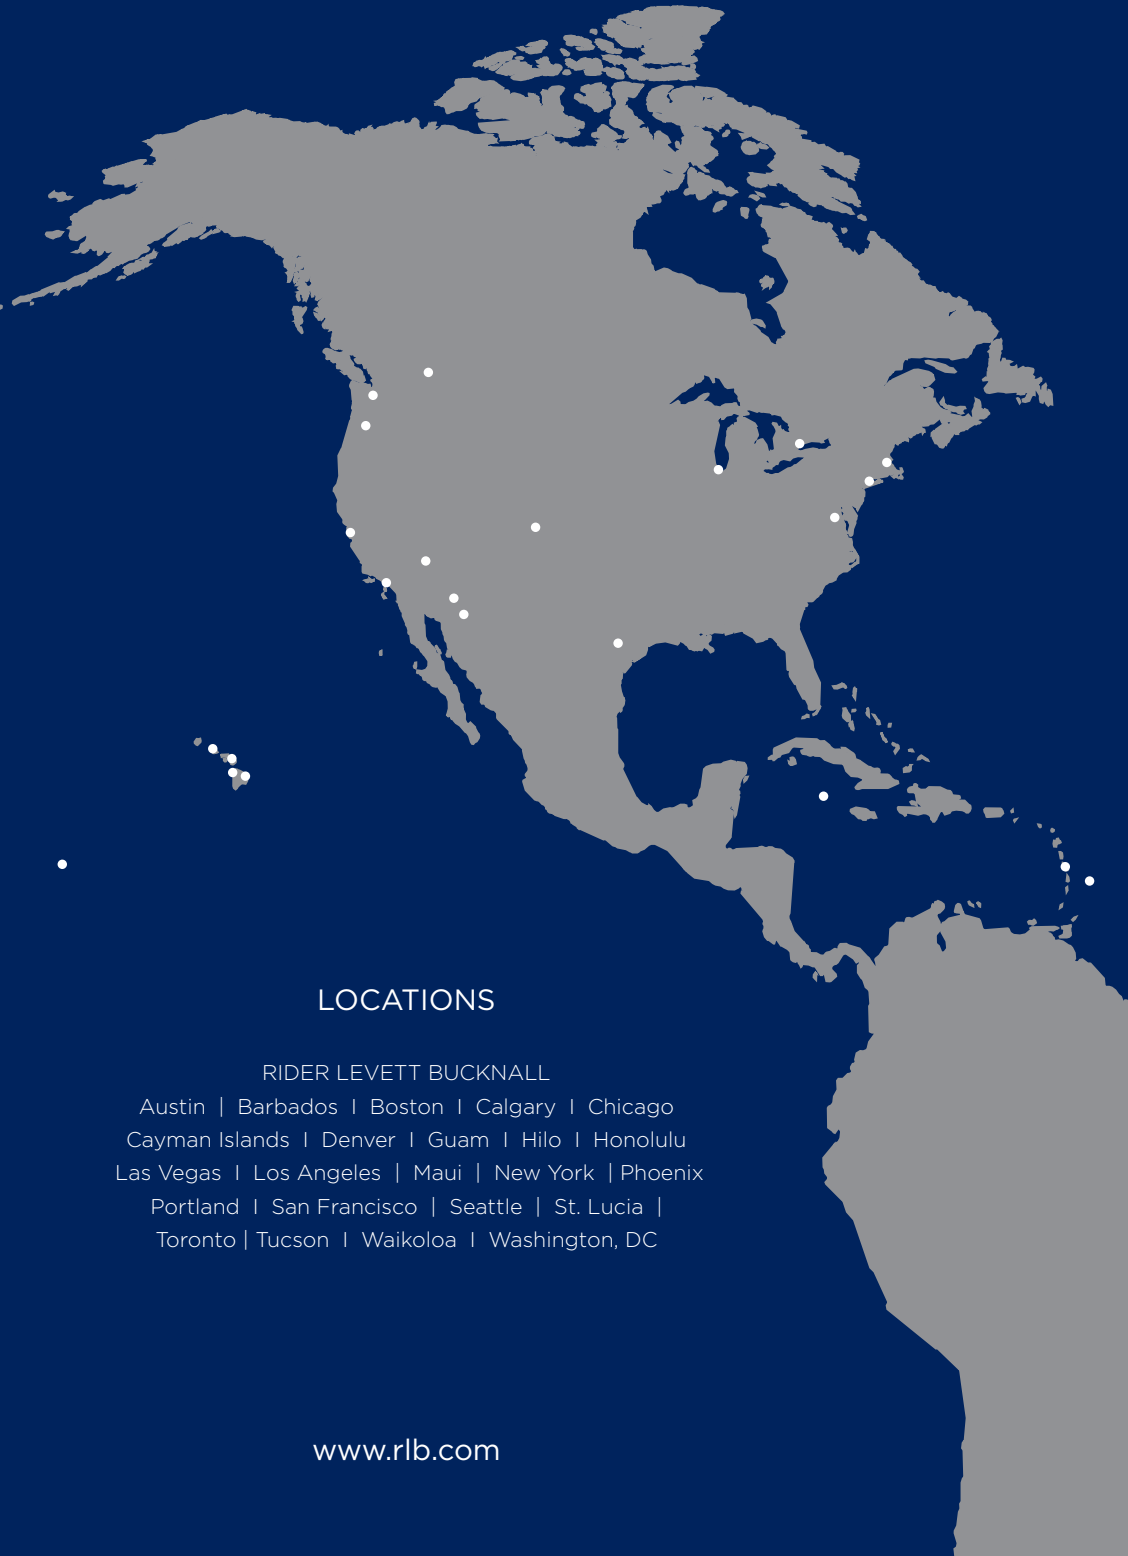 LOCATIONS
RIDER LEVETT BUCKNALL
Austin | Barbados I Boston I Calgary I Chicago
Cayman Islands I Denver I Guam I Hilo I Honolulu
Las Vegas I Los Angeles | Maui | New York | Phoenix
Portland I San Francisco | Seattle | St. Lucia |
Toronto | Tucson I Waikoloa I Washington, DC
www.rlb.com